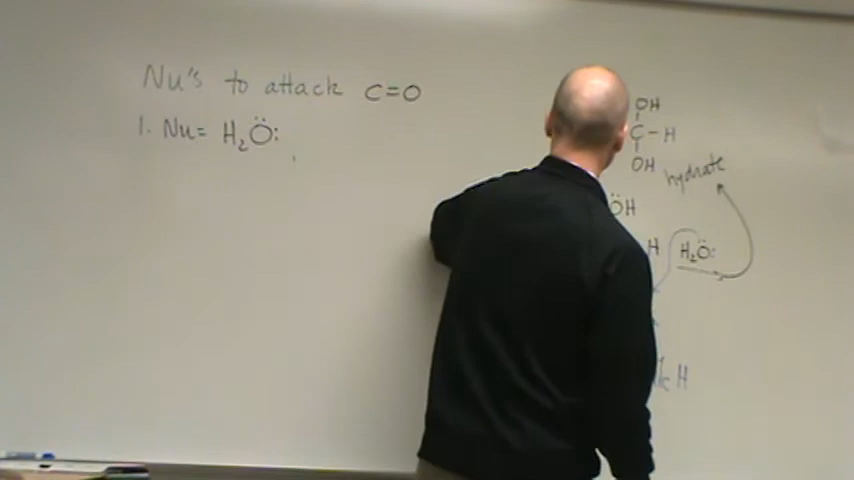 Nu's to attack C=O
1. Nu= H₂Ö:
OH
C-H
OH
hydrate
ÖH
H H₂Ö:
H